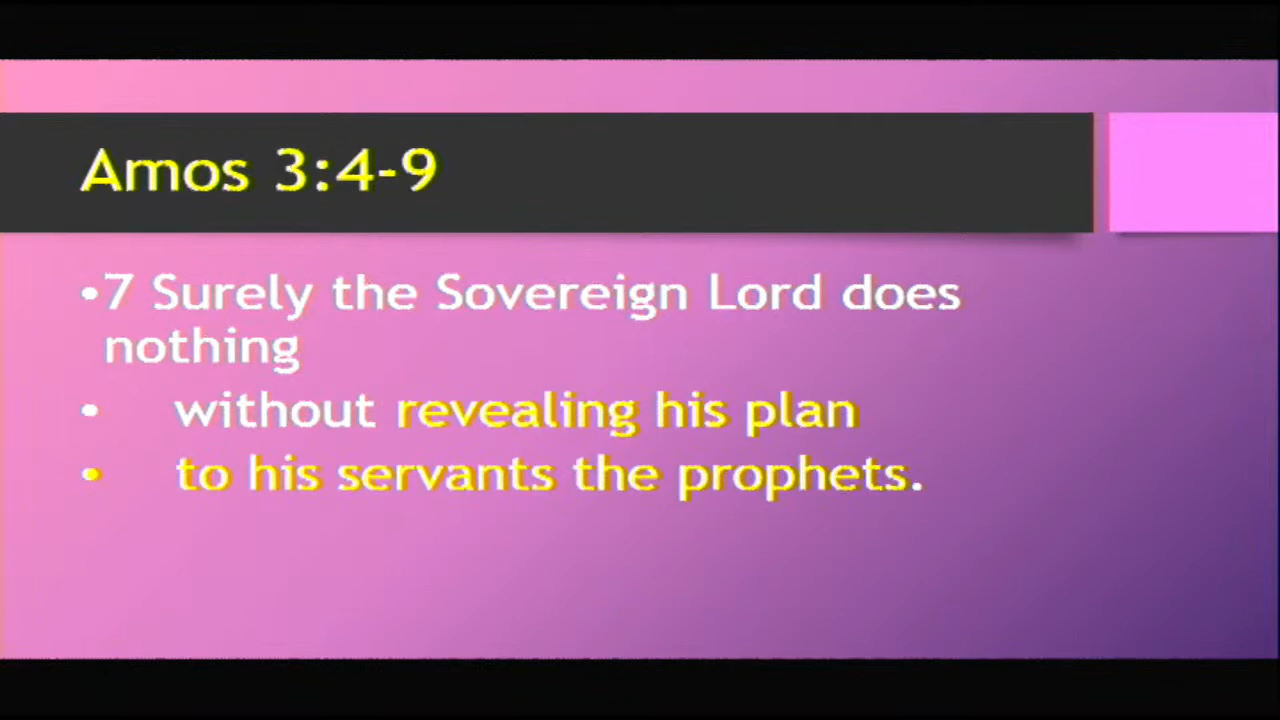 Amos 3:4-9
•7 Surely the Sovereign Lord does
nothing
• without revealing his plan
• to his servants the prophets.